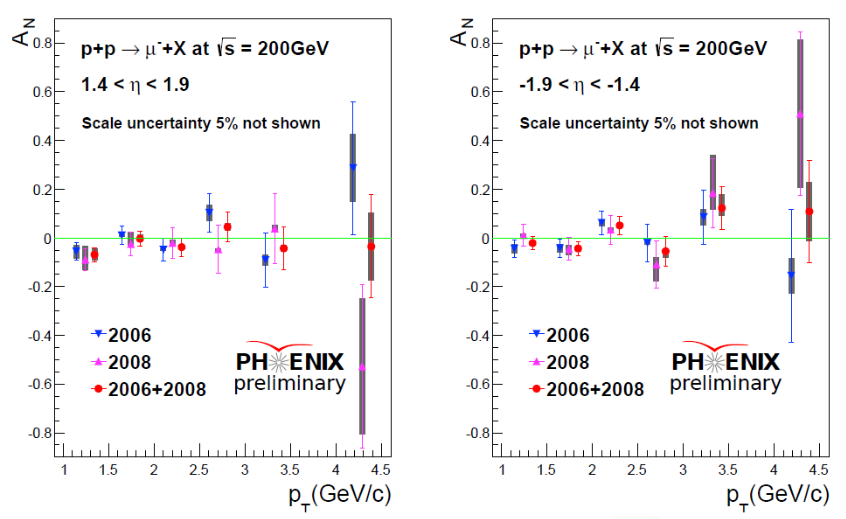 A_N
p+p → μ⁻+X at √s = 200GeV
1.4 < η < 1.9
Scale uncertainty 5% not shown
0.8
0.6
0.4
0.2
0
-0.2
-0.4
-0.6
-0.8
2006
2008
2006+2008
PHENIX
preliminary
1 1.5 2 2.5 3 3.5 4 4.5
p_T(GeV/c)
A_N
p+p → μ⁻+X at √s = 200GeV
-1.9 < η < -1.4
Scale uncertainty 5% not shown
0.8
0.6
0.4
0.2
0
-0.2
-0.4
-0.6
-0.8
2006
2008
2006+2008
PHENIX
preliminary
1 1.5 2 2.5 3 3.5 4 4.5
p_T(GeV/c)